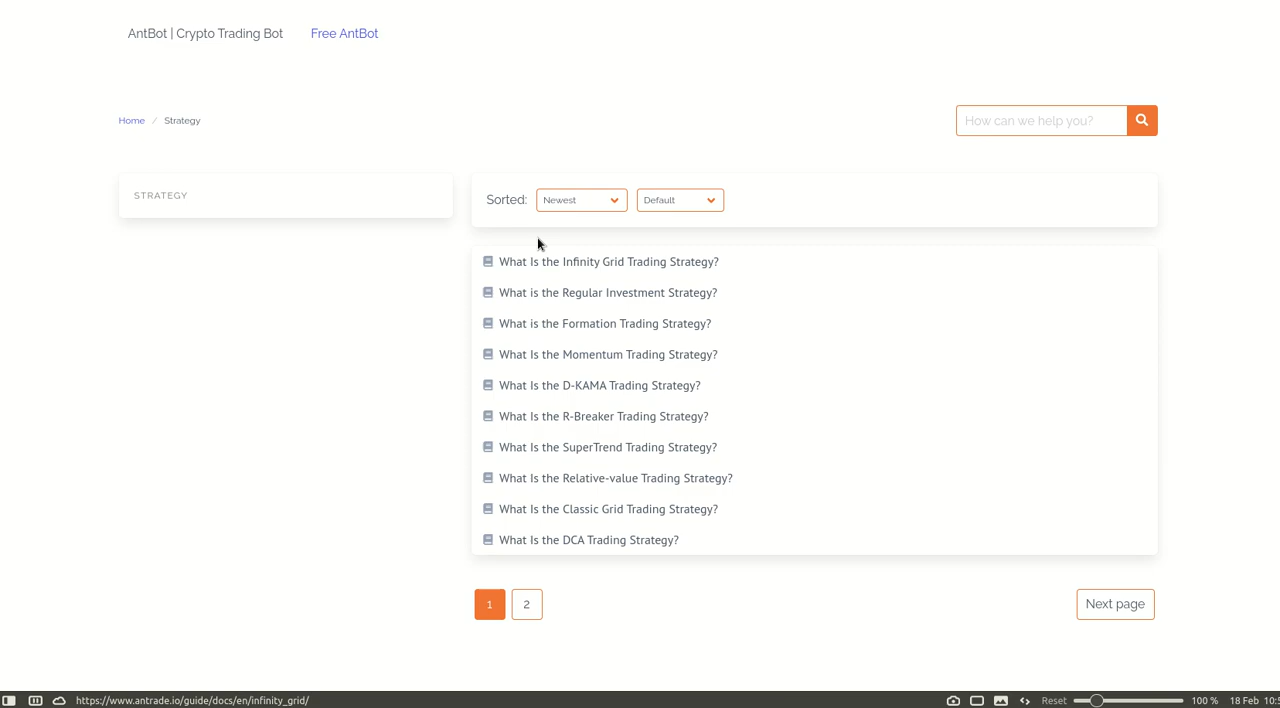 AntBot | Crypto Trading Bot Free AntBot
Home / Strategy
How can we help you?
STRATEGY
Sorted: Newest Default
What Is the Infinity Grid Trading Strategy?
What is the Regular Investment Strategy?
What is the Formation Trading Strategy?
What Is the Momentum Trading Strategy?
What Is the D-KAMA Trading Strategy?
What Is the R-Breaker Trading Strategy?
What Is the SuperTrend Trading Strategy?
What Is the Relative-value Trading Strategy?
What Is the Classic Grid Trading Strategy?
What Is the DCA Trading Strategy?
1 2 Next page
https://www.antrade.io/guide/docs/en/infinity_grid/ Reset 100 % 18 Feb